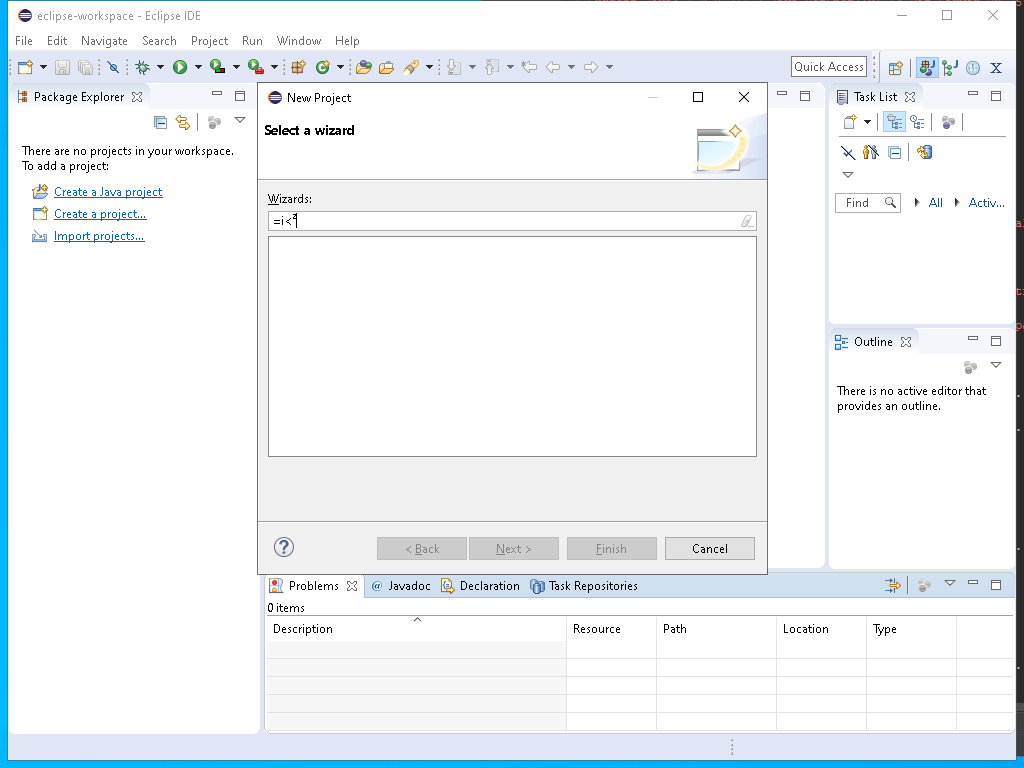 eclipse-workspace - Eclipse IDE
File Edit Navigate Search Project Run Window Help
Quick Access
Package Explorer
There are no projects in your workspace.
To add a project:
Create a Java project
Create a project...
Import projects...
New Project
Select a wizard
Wizards:
=i<²
< Back
Next >
Finish
Cancel
Task List
Find
All
Activ...
Outline
There is no active editor that
provides an outline.
Problems
@ Javadoc
Declaration
Task Repositories
0 items
Description Resource Path Location Type